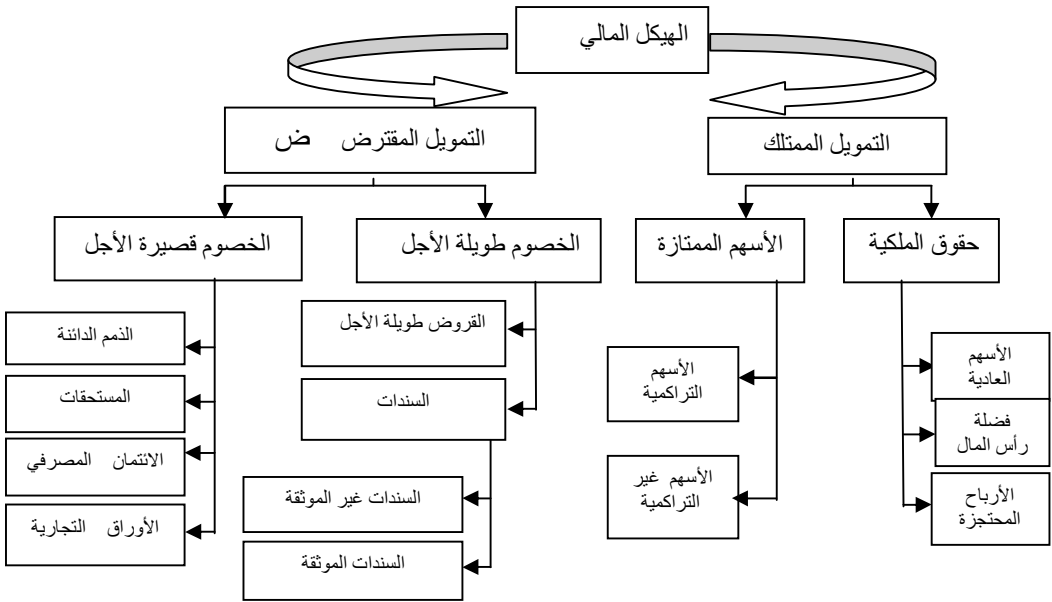 الهيكل المالي
التمويل الممتلك
التمويل المقترض ض
حقوق الملكية
الأسهم الممتازة
الخصوم طويلة الأجل
الخصوم قصيرة الأجل
الأسهم
العادية
فضلة
رأس المال
الأرباح
المحتجزة
الأسهم
التراكمية
الأسهم غير
التراكمية
القروض طويلة الأجل
السندات
السندات غير الموثقة
السندات الموثقة
الذمم الدائنة
المستحقات
الائتمان المصرفي
الأوراق التجارية